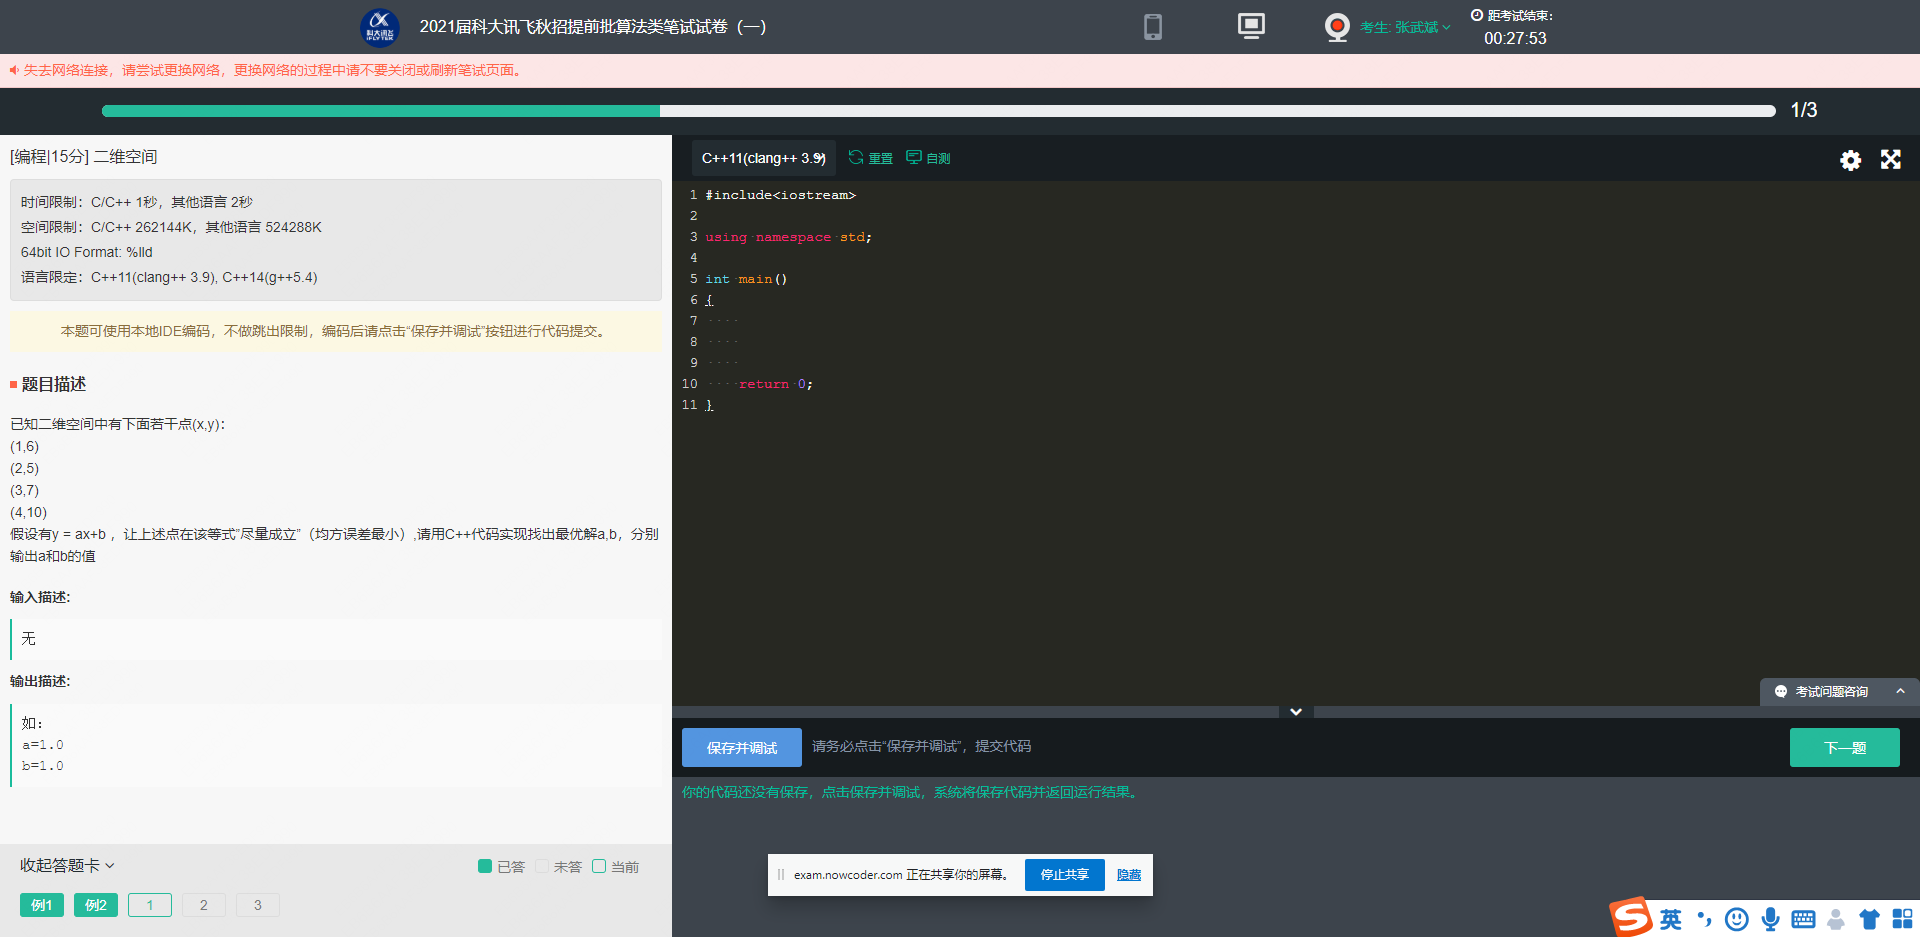 科大讯飞
IFLYTEK
2021届科大讯飞秋招提前批算法类笔试试卷（一）
考生: 张武斌
距考试结束:
00:27:53
失去网络连接，请尝试更换网络，更换网络的过程中请不要关闭或刷新笔试页面。
1/3
[编程|15分] 二维空间
时间限制：C/C++ 1秒，其他语言 2秒
空间限制：C/C++ 262144K，其他语言 524288K
64bit IO Format: %lld
语言限定：C++11(clang++ 3.9), C++14(g++5.4)
本题可使用本地IDE编码，不做跳出限制，编码后请点击“保存并调试”按钮进行代码提交。
题目描述
已知二维空间中有下面若干点(x,y)：
(1,6)
(2,5)
(3,7)
(4,10)
假设有y = ax+b ，让上述点在该等式”尽量成立”（均方误差最小）,请用C++代码实现找出最优解a,b，分别
输出a和b的值
输入描述:
无
输出描述:
如：
a=1.0
b=1.0
收起答题卡
已答 未答 当前
例1 例2 1 2 3
C++11(clang++ 3.9)
重置 自测
1 #include<iostream>
2
3 using namespace std;
4
5 int main()
6 {
7 ····
8 ····
9 ····
10 ····return 0;
11 }
考试问题咨询
保存并调试
请务必点击“保存并调试”，提交代码
下一题
你的代码还没有保存，点击保存并调试，系统将保存代码并返回运行结果。
exam.nowcoder.com 正在共享你的屏幕。
停止共享
隐藏
S 英